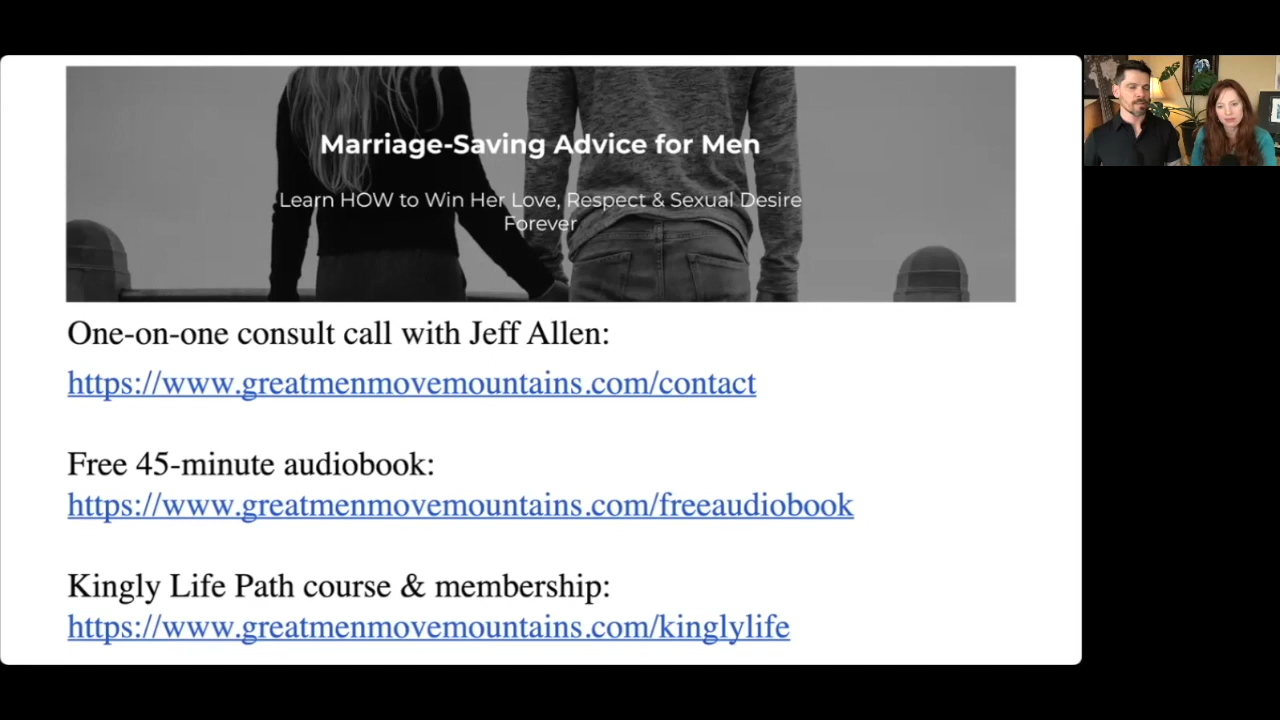 Marriage-Saving Advice for Men
Learn HOW to Win Her Love, Respect & Sexual Desire
Forever
One-on-one consult call with Jeff Allen:
https://www.greatmenmovemountains.com/contact
Free 45-minute audiobook:
https://www.greatmenmovemountains.com/freeaudiobook
Kingly Life Path course & membership:
https://www.greatmenmovemountains.com/kinglylife